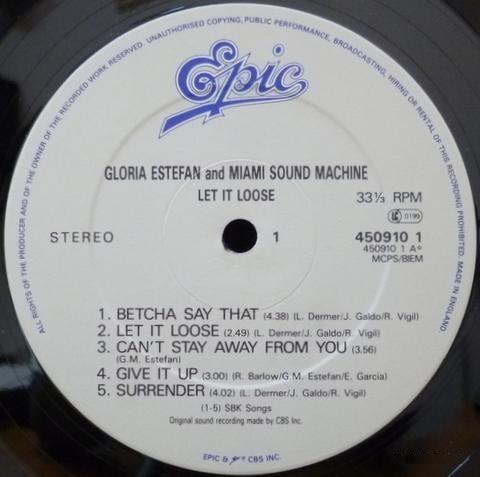 ALL RIGHTS OF THE PRODUCER AND OF THE OWNER OF THE RECORDED WORK RESERVED. UNAUTHORISED COPYING, PUBLIC PERFORMANCE, BROADCASTING, HIRING OR RENTAL OF THIS RECORDING PROHIBITED. MADE IN ENGLAND.
Epic
GLORIA ESTEFAN and MIAMI SOUND MACHINE
LET IT LOOSE
33⅓ RPM
LC 0199
STEREO
1
450910 1
450910 1 A°
MCPS/BIEM
1. BETCHA SAY THAT (4.38) (L. Dermer/J. Galdo/R. Vigil)
2. LET IT LOOSE (2.49) (L. Dermer/J. Galdo/R. Vigil)
3. CAN'T STAY AWAY FROM YOU (3.56)
(G.M. Estefan)
4. GIVE IT UP (3.00) (R. Barlow/G.M. Estefan/E. Garcia)
5. SURRENDER (4.02) (L. Dermer/J. Galdo/R. Vigil)
(1-5) SBK Songs
Original sound recording made by CBS Inc.
EPIC & ® CBS INC.